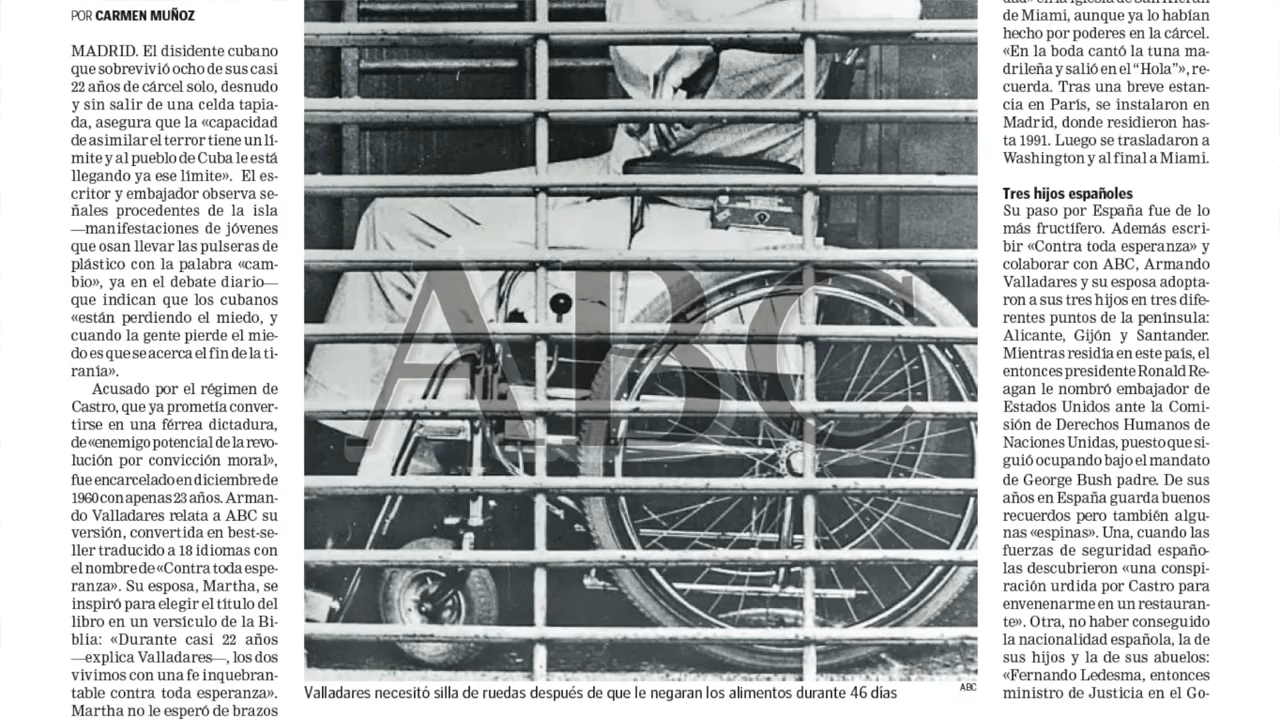 POR CARMEN MUÑOZ
MADRID. El disidente cubano
que sobrevivió ocho de sus casi
22 años de cárcel solo, desnudo
y sin salir de una celda tapia-
da, asegura que la «capacidad
de asimilar el terror tiene un lí-
mite y al pueblo de Cuba le está
llegando ya ese límite». El es-
critor y embajador observa se-
ñales procedentes de la isla
—manifestaciones de jóvenes
que osan llevar las pulseras de
plástico con la palabra «cam-
bio», ya en el debate diario—
que indican que los cubanos
«están perdiendo el miedo, y
cuando la gente pierde el mie-
do es que se acerca el fin de la ti-
ranía».
Acusado por el régimen de
Castro, que ya prometía conver-
tirse en una férrea dictadura,
de «enemigo potencial de la revo-
lución por convicción moral»,
fue encarcelado en diciembre de
1960 con apenas 23 años. Arman-
do Valladares relata a ABC su
versión, convertida en best-se-
ller traducido a 18 idiomas con
el nombre de «Contra toda espe-
ranza». Su esposa, Martha, se
inspiró para elegir el título del
libro en un versículo de la Bi-
blia: «Durante casi 22 años
—explica Valladares—, los dos
vivimos con una fe inquebran-
table contra toda esperanza».
Martha no le esperó de brazos
ABC
Valladares necesitó silla de ruedas después de que le negaran los alimentos durante 46 días
ABC
de Miami, aunque ya lo habían
hecho por poderes en la cárcel.
«En la boda cantó la tuna ma-
drileña y salió en el “Hola”», re-
cuerda. Tras una breve estan-
cia en París, se instalaron en
Madrid, donde residieron has-
ta 1991. Luego se trasladaron a
Washington y al final a Miami.
Tres hijos españoles
Su paso por España fue de lo
más fructífero. Además escri-
bir «Contra toda esperanza» y
colaborar con ABC, Armando
Valladares y su esposa adopta-
ron a sus tres hijos en tres dife-
rentes puntos de la península:
Alicante, Gijón y Santander.
Mientras residía en este país, el
entonces presidente Ronald Re-
agan le nombró embajador de
Estados Unidos ante la Comi-
sión de Derechos Humanos de
Naciones Unidas, puesto que si-
guió ocupando bajo el mandato
de George Bush padre. De sus
años en España guarda buenos
recuerdos pero también algu-
nas «espinas». Una, cuando las
fuerzas de seguridad españo-
las descubrieron «una conspi-
ración urdida por Castro para
envenenarme en un restauran-
te». Otra, no haber conseguido
la nacionalidad española, la de
sus hijos y la de sus abuelos:
«Fernando Ledesma, entonces
ministro de Justicia en el Go-